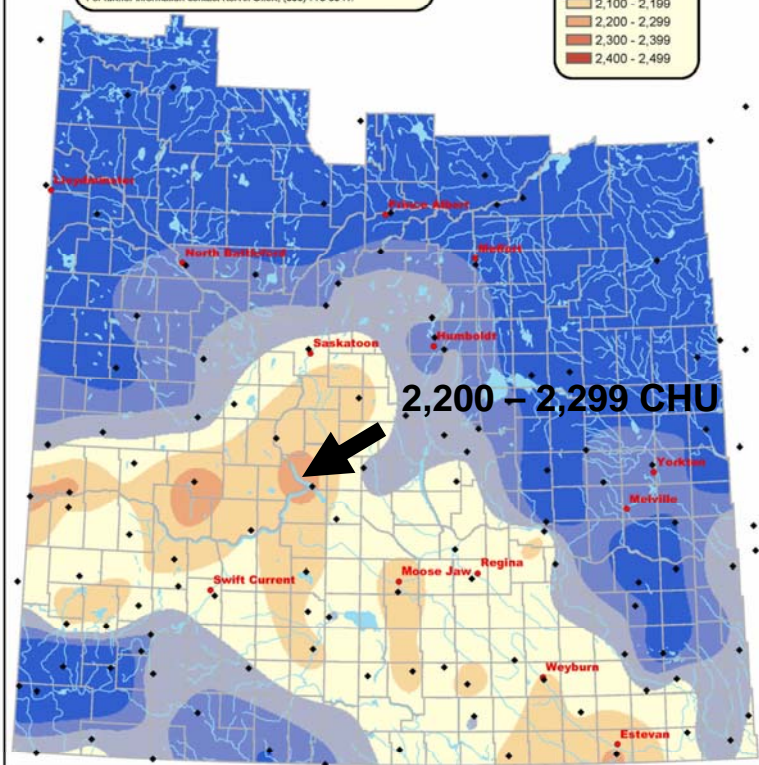 2,100 - 2,199
2,200 - 2,299
2,300 - 2,399
2,400 - 2,499
Lloydminster
Prince Albert
North Battleford
Melfort
Saskatoon
Humboldt
2,200 – 2,299 CHU
Yorkton
Melville
Swift Current
Moose Jaw
Regina
Weyburn
Estevan